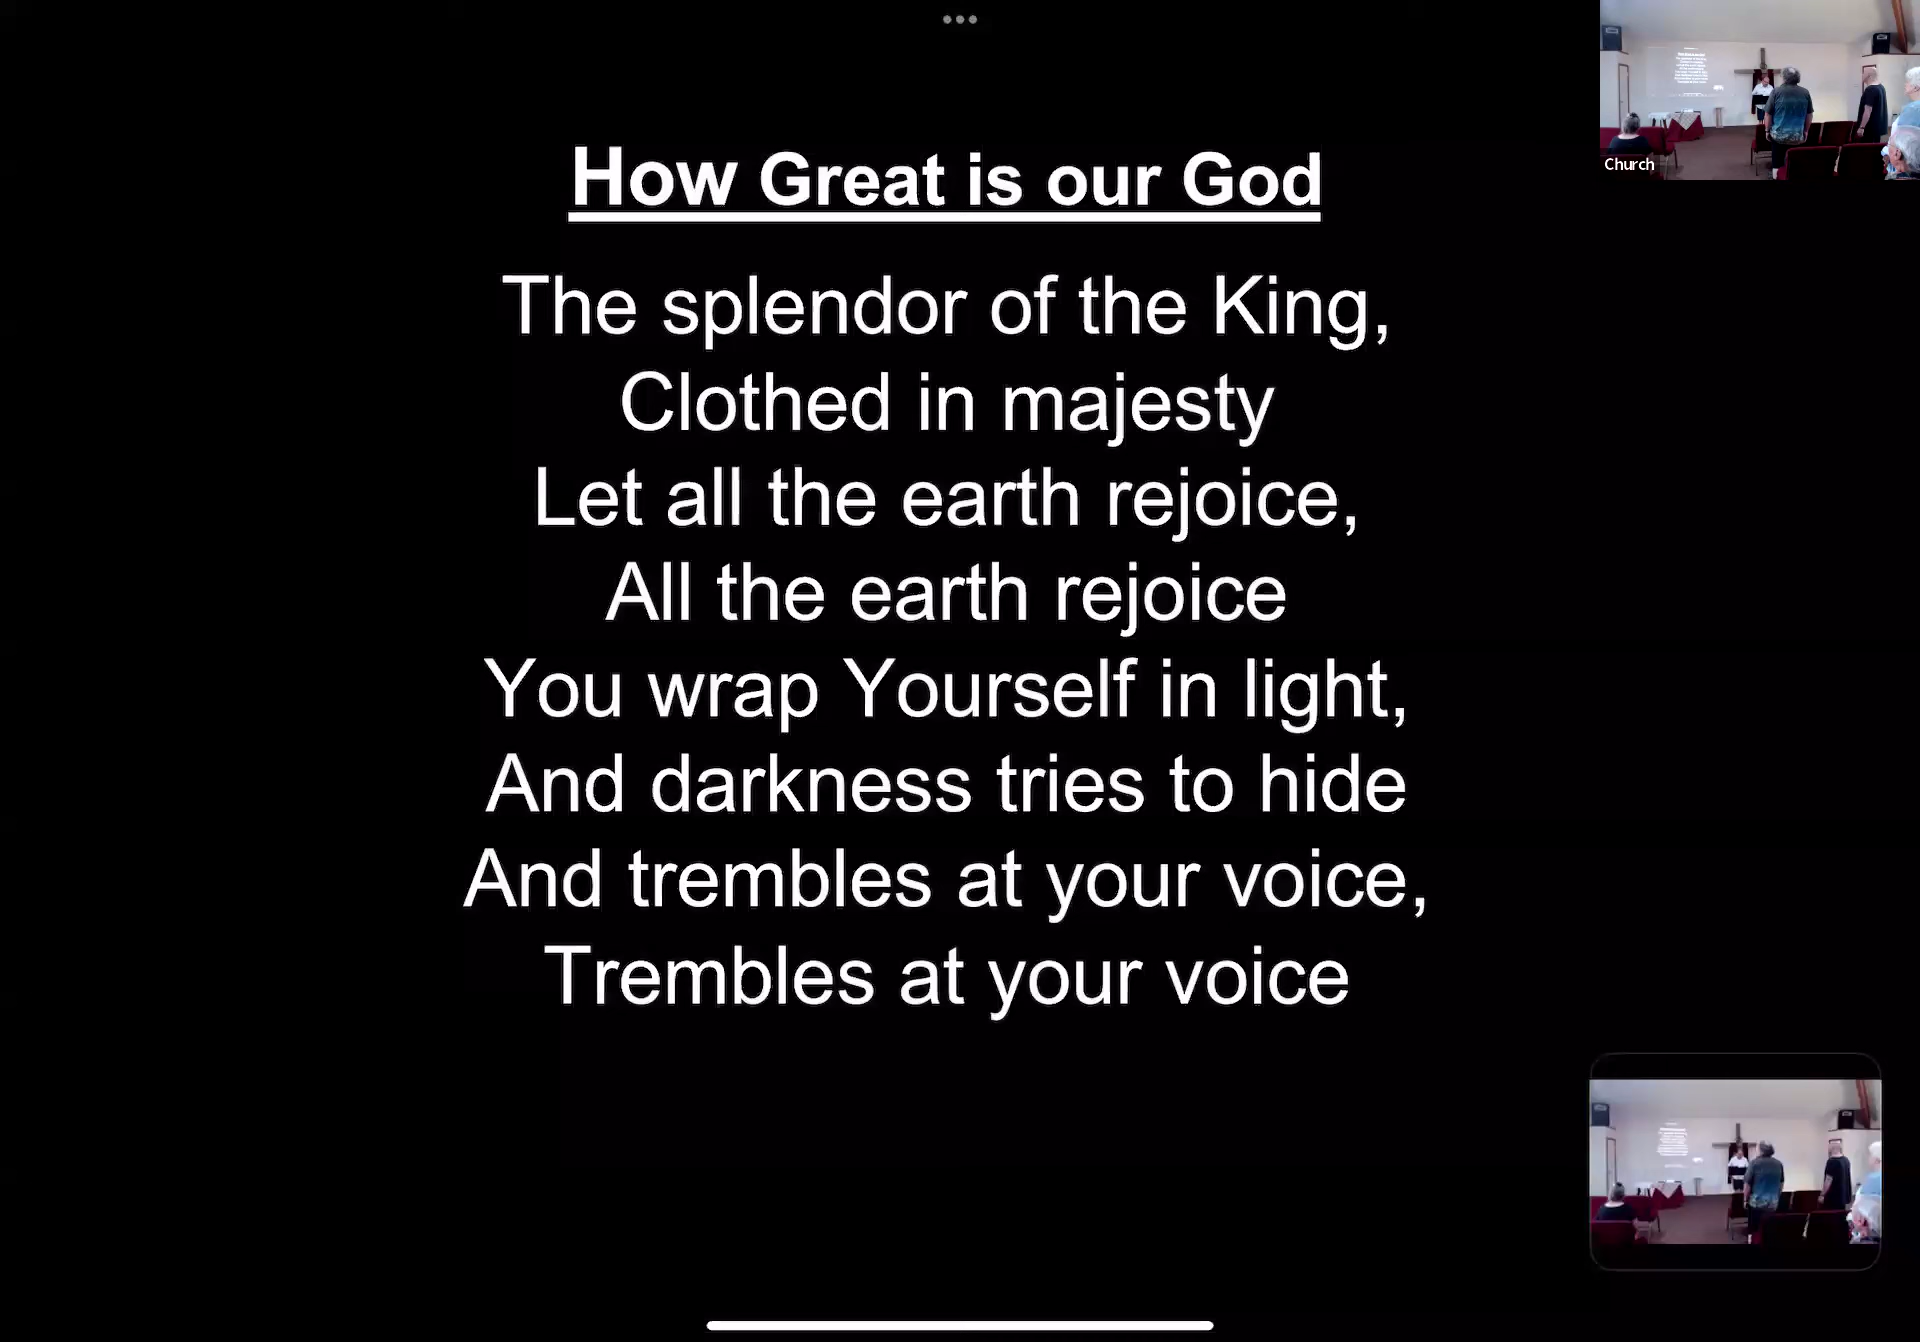 How Great is our God
The splendor of the King,
Clothed in majesty
Let all the earth rejoice,
All the earth rejoice
You wrap Yourself in light,
And darkness tries to hide
And trembles at your voice,
Trembles at your voice
Church